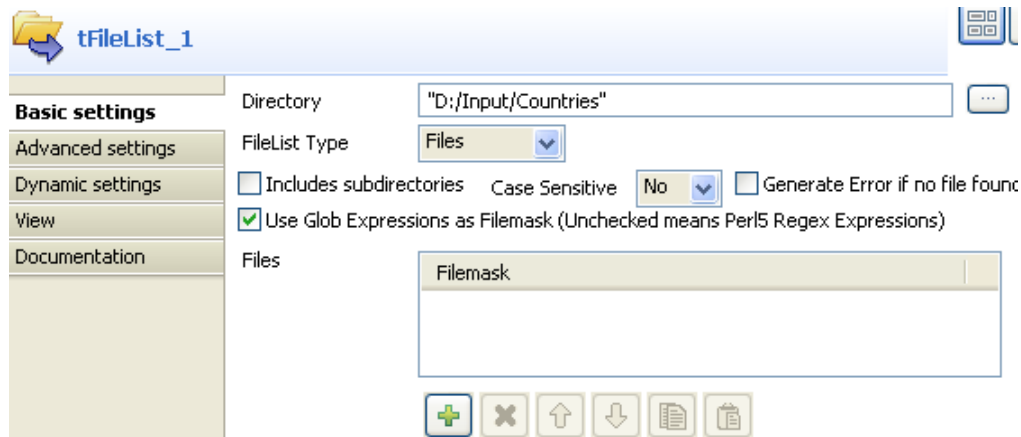 tFileList_1
Basic settings
Advanced settings
Dynamic settings
View
Documentation
Directory "D:/Input/Countries" ...
FileList Type Files
Includes subdirectories Case Sensitive No Generate Error if no file found
Use Glob Expressions as Filemask (Unchecked means Perl5 Regex Expressions)
Files Filemask